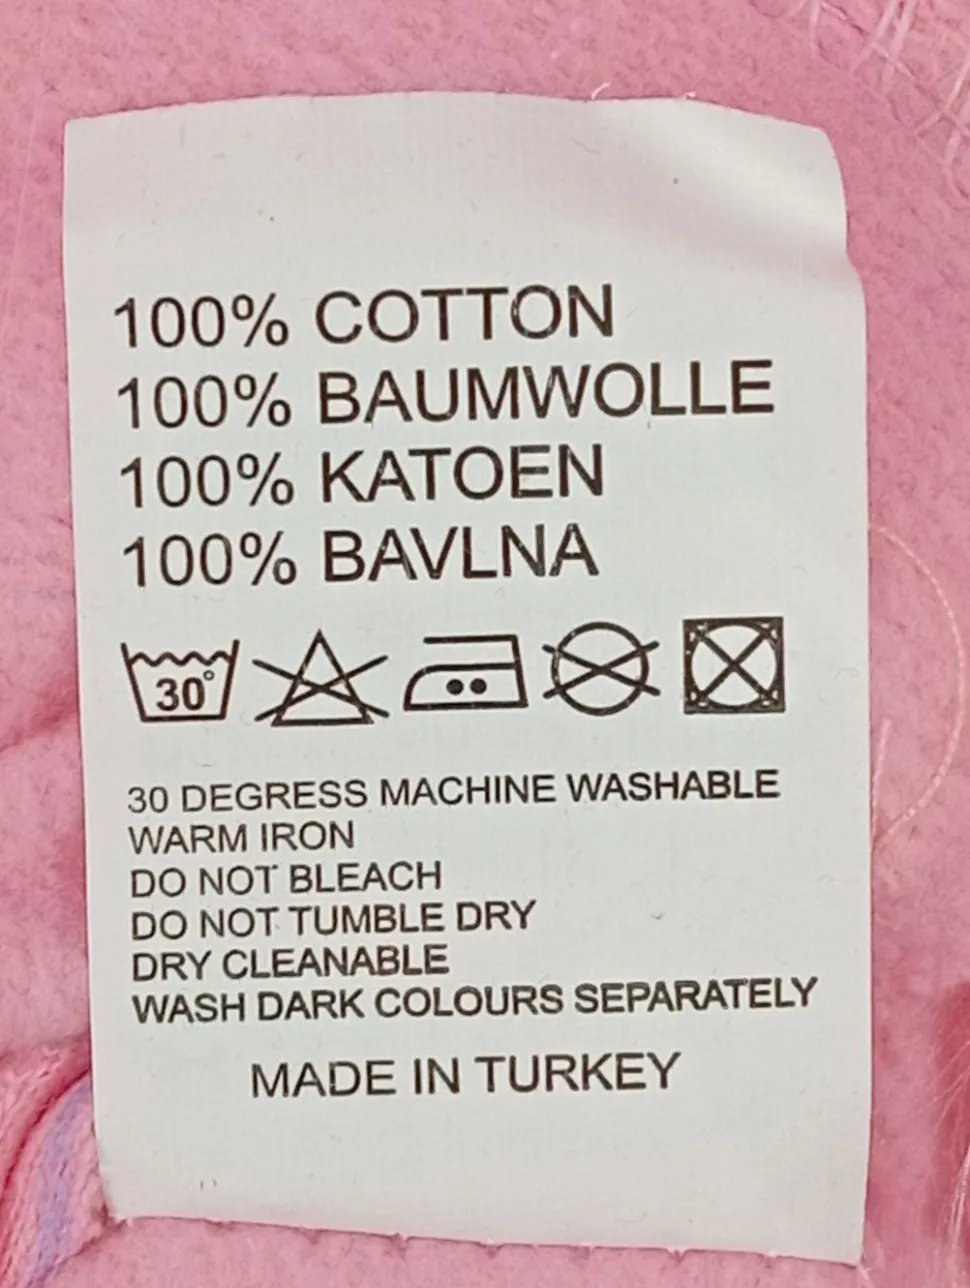 100% COTTON
100% BAUMWOLLE
100% KATOEN
100% BAVLNA
30°
30 DEGRESS MACHINE WASHABLE
WARM IRON
DO NOT BLEACH
DO NOT TUMBLE DRY
DRY CLEANABLE
WASH DARK COLOURS SEPARATELY
MADE IN TURKEY